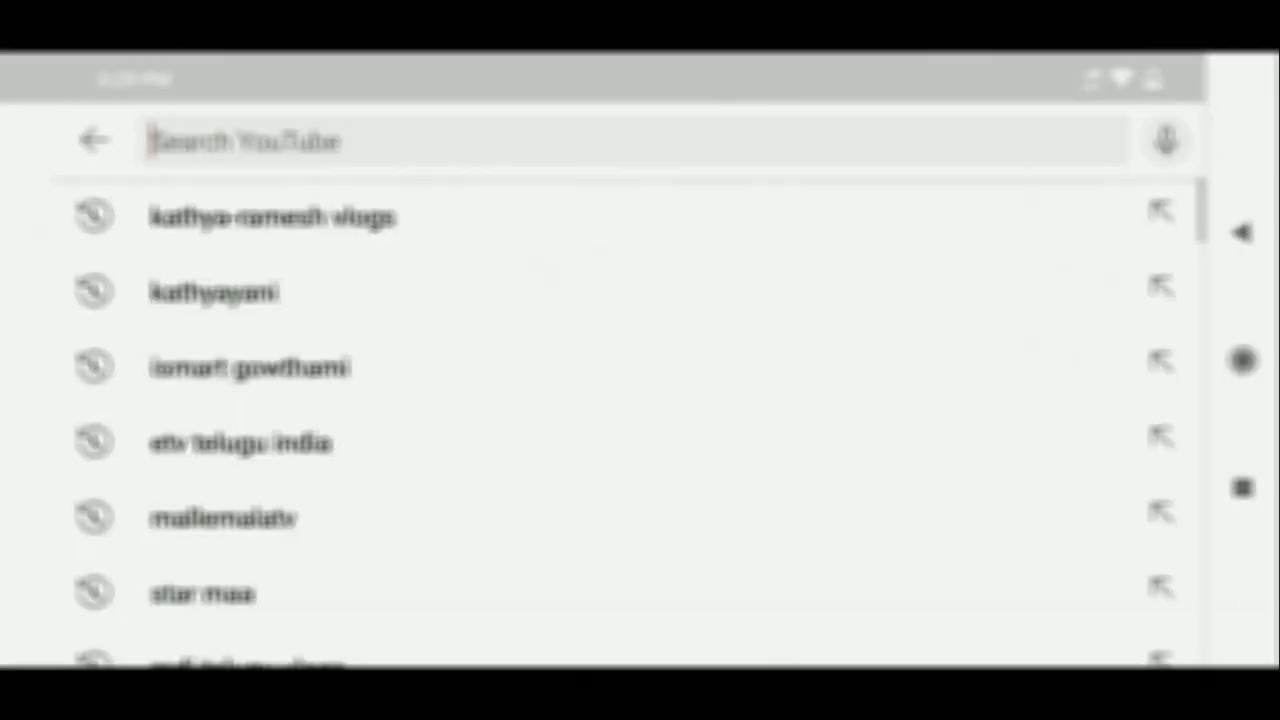 Search YouTube
kathya-ramesh vlogs
kathyayani
ismart gowthami
etv telugu india
mallemalatv
star maa